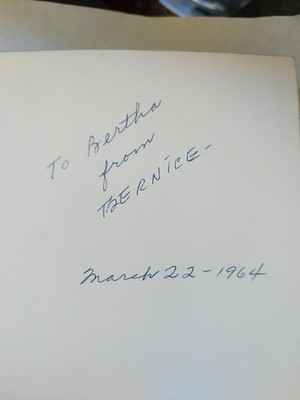 To Bertha
from
BERNiCE-
March 22-1964